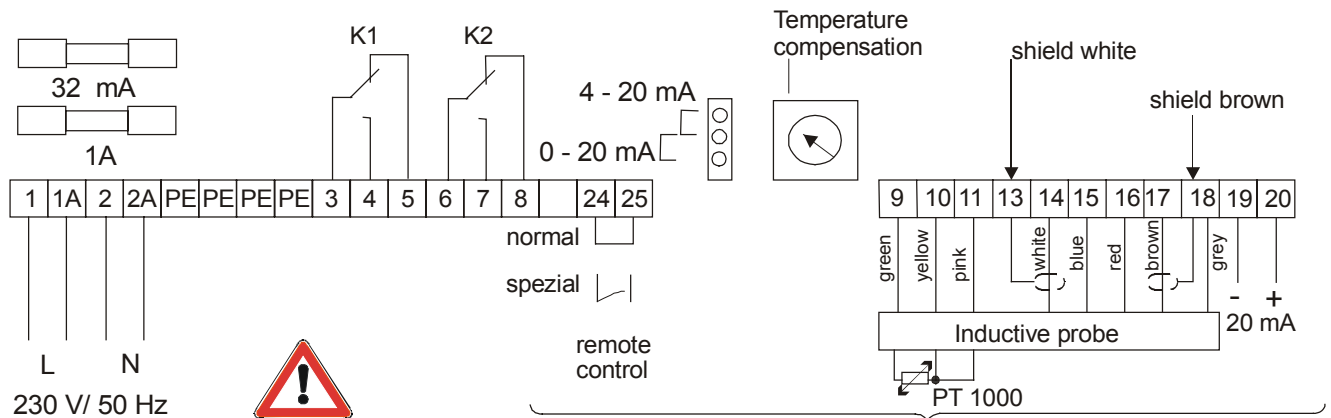 32 mA
1A
K1
K2
4 - 20 mA
0 - 20 mA
Temperature
compensation
shield white
shield brown
1 1A 2 2A PE PE PE PE 3 4 5 6 7 8 24 25
9 10 11 13 14 15 16 17 18 19 20
normal
spezial
remote
control
green
yellow
pink
white
blue
red
brown
grey
- +
20 mA
Inductive probe
PT 1000
L N
230 V/ 50 Hz
!